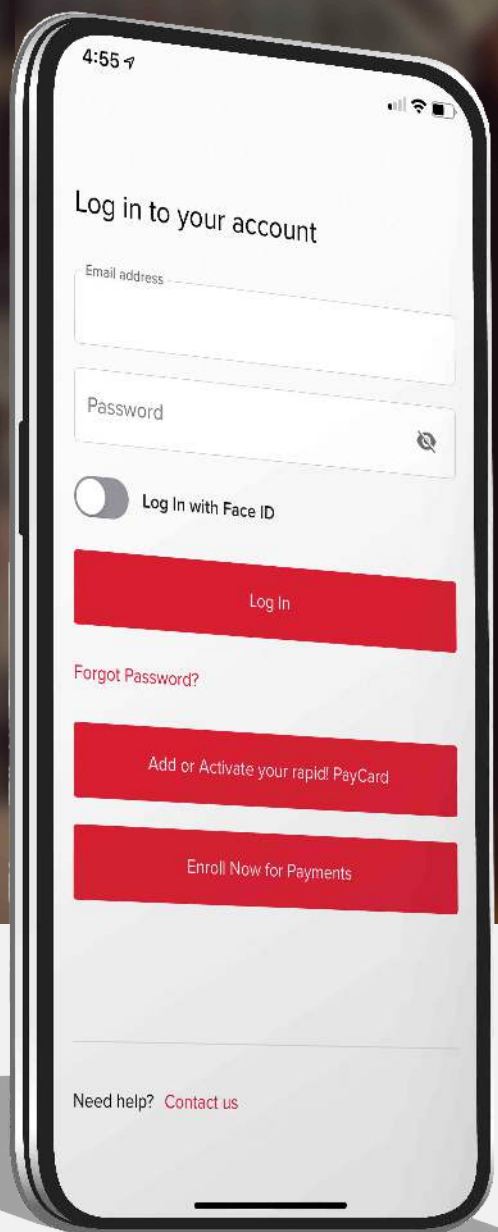 4:55
Log in to your account
Email address
Password
Log In with Face ID
Log In
Forgot Password?
Add or Activate your rapid! PayCard
Enroll Now for Payments
Need help? Contact us